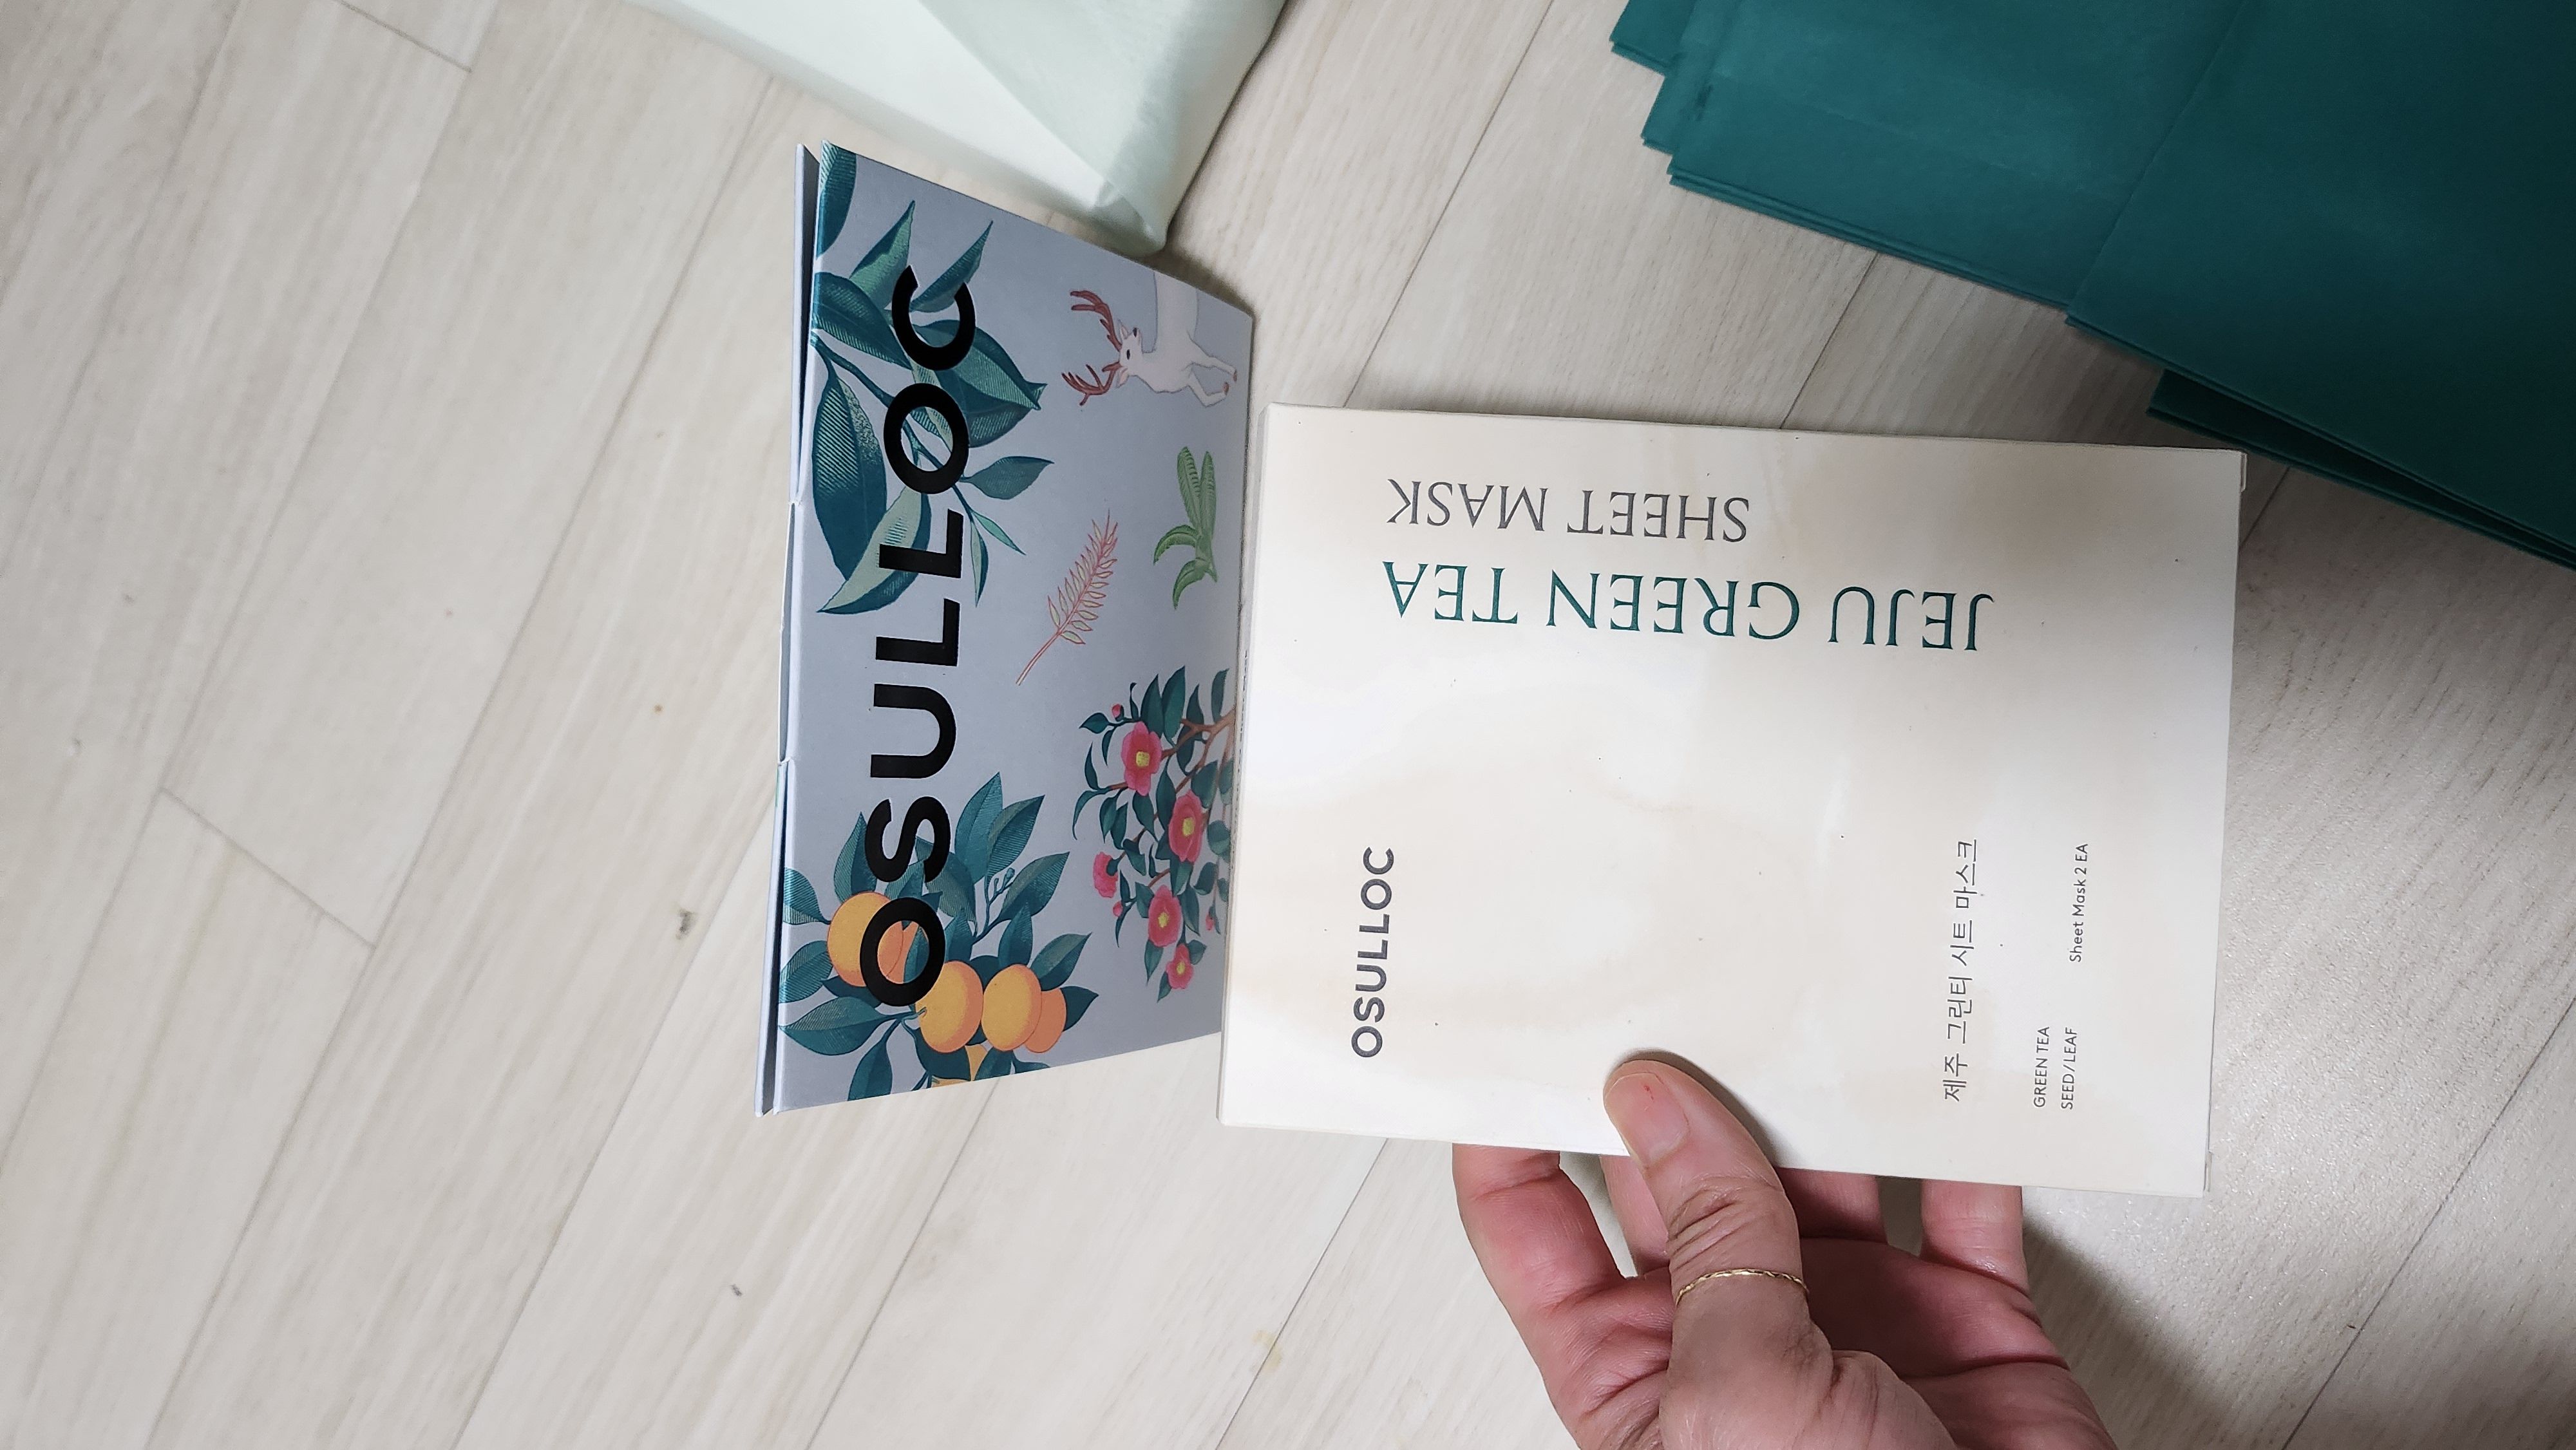 OSULLOC
OSULLOC
JEJU GREEN TEA
SHEET MASK
제주 그린티 시트 마스크
GREEN TEA
SEED/LEAF
Sheet Mask 2 EA